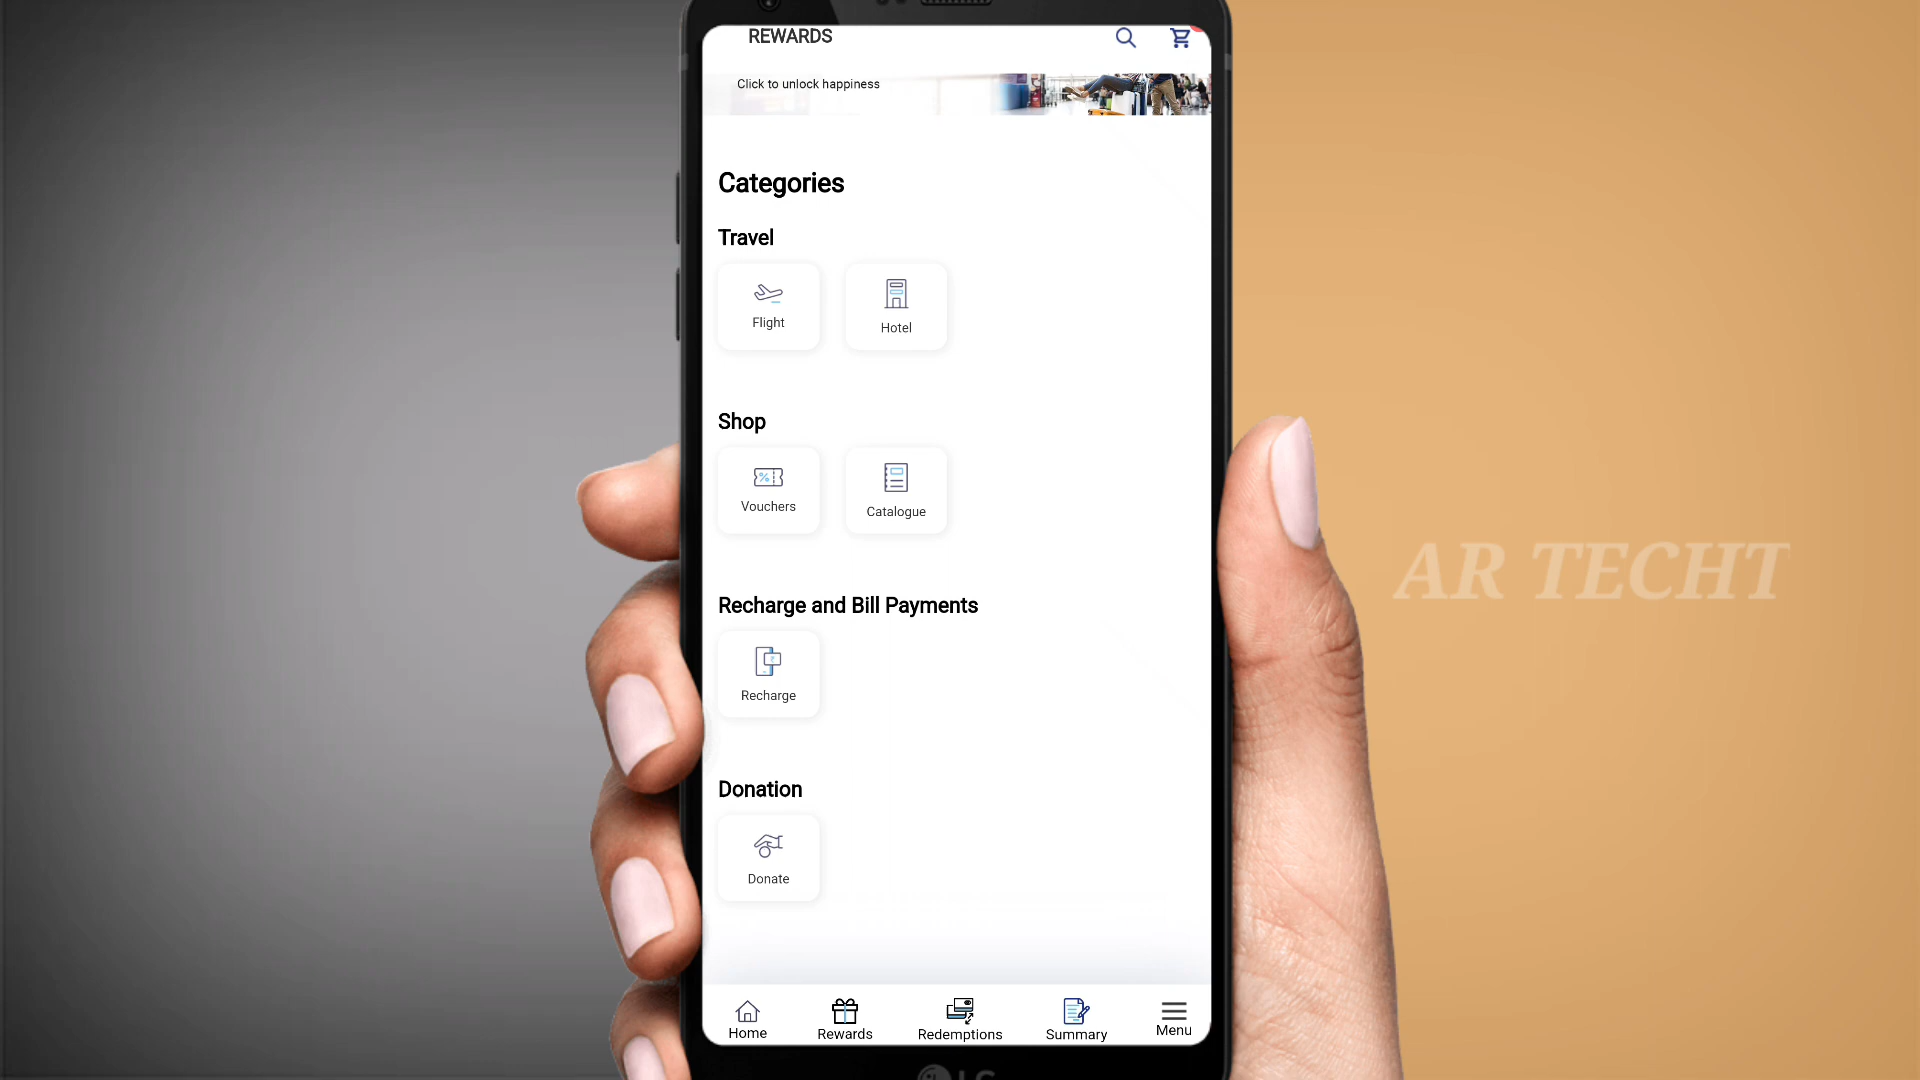 REWARDS
Click to unlock happiness
Categories
Travel
Flight
Hotel
Shop
Vouchers
Catalogue
Recharge and Bill Payments
Recharge
Donation
Donate
Home
Rewards
Redemptions
Summary
Menu
AR TECHT
LG